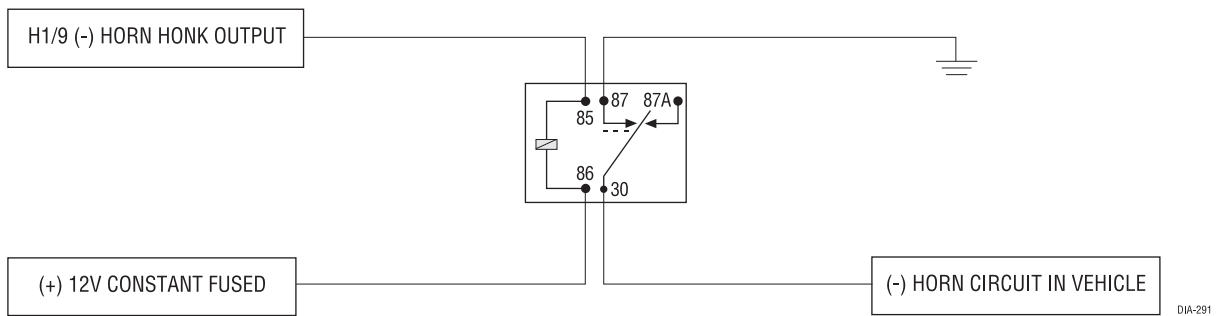 H1/9 (-) HORN HONK OUTPUT
87
87A
85
86
30
(+) 12V CONSTANT FUSED
(-) HORN CIRCUIT IN VEHICLE
DIA-291